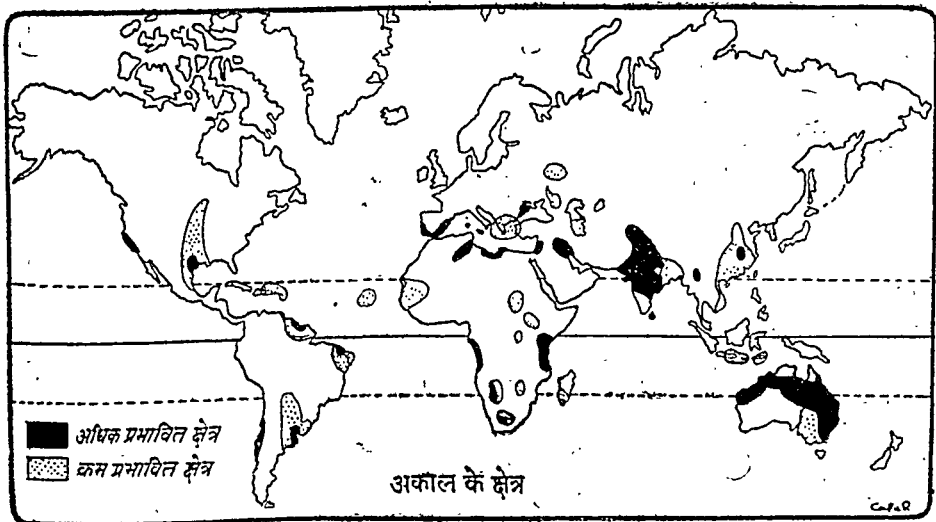 अधिक प्रभावित क्षेत्र
कम प्रभावित क्षेत्र
अकाल के क्षेत्र